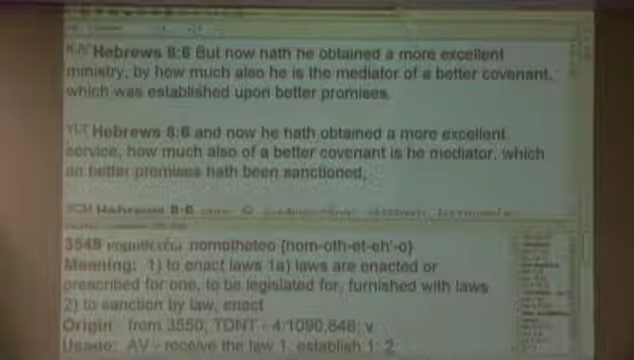 KJV Hebrews 8:6 But now hath he obtained a more excellent
ministry, by how much also he is the mediator of a better covenant,
which was established upon better promises.
YLT Hebrews 8:6 and now he hath obtained a more excellent
service, how much also of a better covenant is he mediator, which
on better promises hath been sanctioned,
Hebrews 8:6
3549 νομοθετέω nomotheteo {nom-oth-et-eh'-o}
Meaning: 1) to enact laws 1a) laws are enacted or
prescribed for one, to be legislated for, furnished with laws
2) to sanction by law, enact
Origin: from 3550; TDNT - 4:1090,646; v
Usage: AV - receive the law 1, establish 1; 2